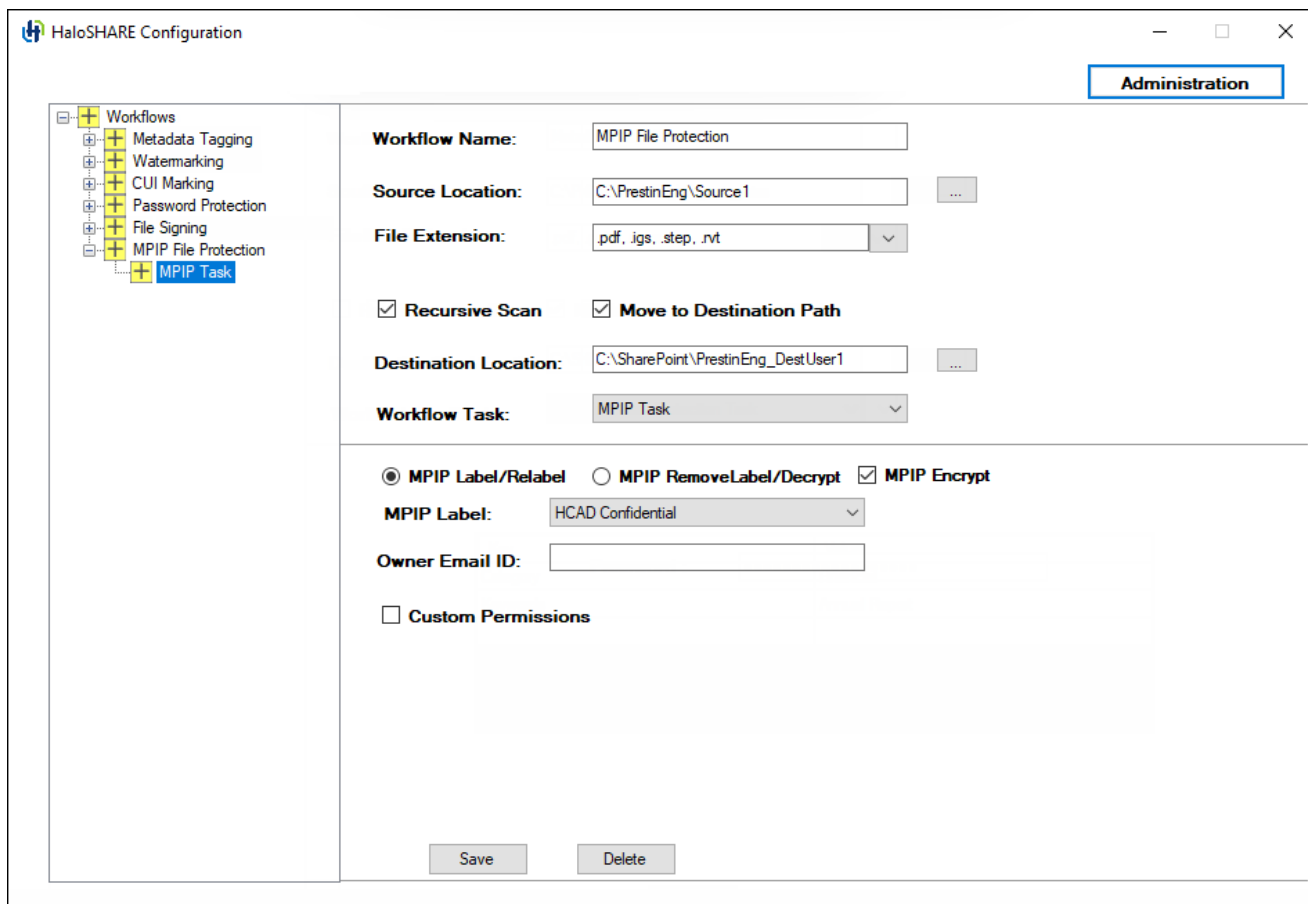 HaloSHARE Configuration
Administration
Workflows
Metadata Tagging
Watermarking
CUI Marking
Password Protection
File Signing
MPIP File Protection
MPIP Task
Workflow Name: MPIP File Protection
Source Location: C:\PrestinEng\Source1 ...
File Extension: .pdf, .igs, .step, .rvt
Recursive Scan Move to Destination Path
Destination Location: C:\SharePoint\PrestinEng_DestUser1 ...
Workflow Task: MPIP Task
MPIP Label/Relabel MPIP RemoveLabel/Decrypt MPIP Encrypt
MPIP Label: HCAD Confidential
Owner Email ID:
Custom Permissions
Save Delete